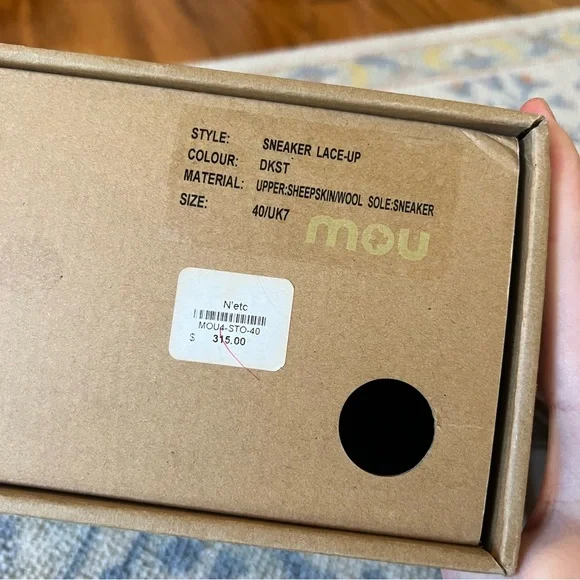 STYLE: SNEAKER LACE-UP
COLOUR: DKST
MATERIAL: UPPER:SHEEPSKIN/WOOL SOLE:SNEAKER
SIZE: 40/UK7
mou
N'etc
MOU4-STO-40
$ 315.00